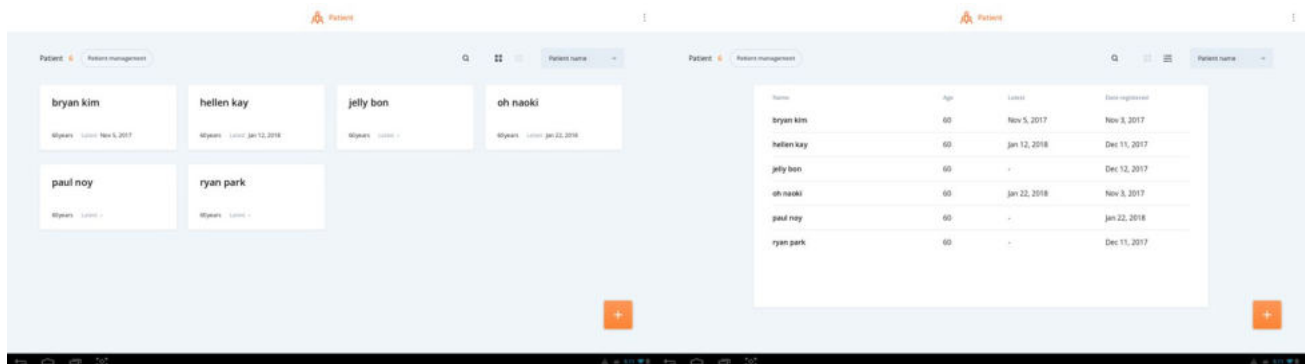 Patient
Patient 6 Patient management
Patient name
bryan kim
60years Latest Nov 5, 2017
hellen kay
60years Latest Jan 12, 2018
jelly bon
60years Latest -
oh naoki
60years Latest Jan 22, 2018
paul noy
60years Latest -
ryan park
60years Latest -
Patient
Patient 6 Patient management
Patient name
Name Age Latest Date registered
bryan kim 60 Nov 5, 2017 Nov 3, 2017
hellen kay 60 Jan 12, 2018 Dec 11, 2017
jelly bon 60 - Dec 12, 2017
oh naoki 60 Jan 22, 2018 Nov 3, 2017
paul noy 60 - Jan 22, 2018
ryan park 60 - Dec 11, 2017